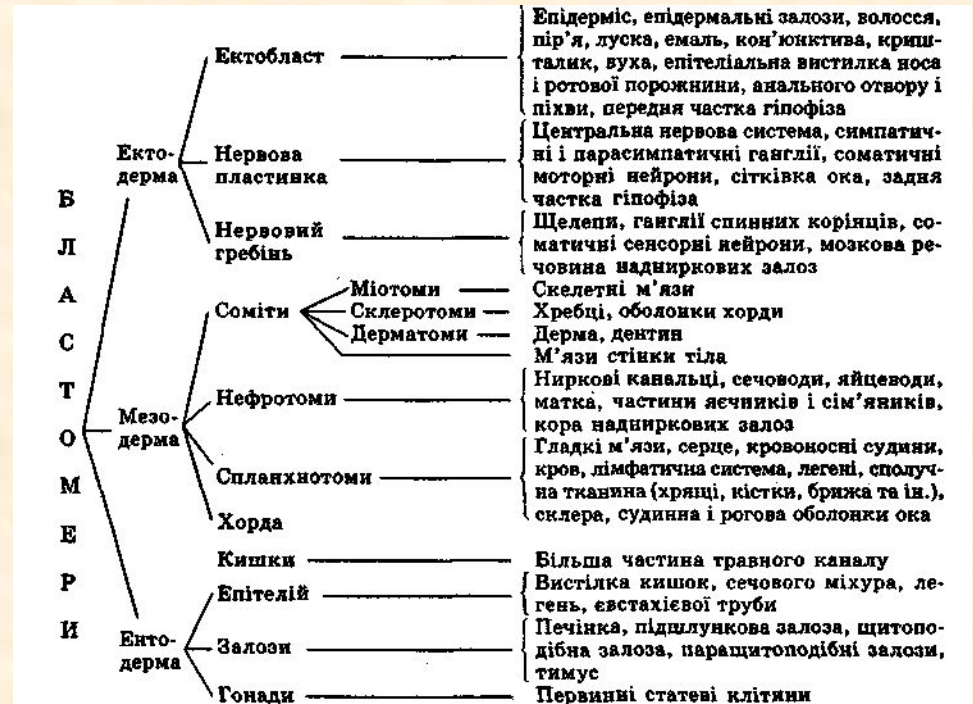 Епідерміс, епідермальні залози, волосся,
пір'я, луска, емаль, кон'юнктива, криш-
Ектобласт
талик, вуха, епітеліальна вистилка носа
і ротової порожнини, анального отвору і
піхви, передня частка гіпофіза
Центральна нервова система, симпатич-
Екто-
дерма
Нервова
пластинка
ні і парасимпатичні ганглії, соматичні
моторні нейрони, сітківка ока, задня
частка гіпофіза
Нервовий
гребінь
Щелепи, ганглії спинних корінців, со-
матичні сенсорні нейрони, мозкова ре-
човина надниркових залоз
БЛАСТОМЕРИ
Мезо-
дерма
Соміти
Міотоми
Скелетні м'язи
Склеротоми
Хребці, оболонки хорди
Дерматоми
Дерма, дентин
М'язи стінки тіла
Нефротоми
Ниркові канальці, сечоводи, яйцеводи,
матка, частини яєчників і сім'яників,
кора надниркових залоз
Спланхнотоми
Гладкі м'язи, серце, кровоносні судини,
кров, лімфатична система, легені, сполуч-
на тканина (хрящі, кістки, брижа та ін.),
склера, судинна і рогова оболонки ока
Хорда
Енто-
дерма
Кишки
Більша частина травного каналу
Епітелій
Вистілка кишок, сечового міхура, ле-
гень, євстахієвої труби
Залози
Печінка, підшлункова залоза, щитопо-
дібна залоза, паращитоподібні залози,
тимус
Гонади
Первинні статеві клітини